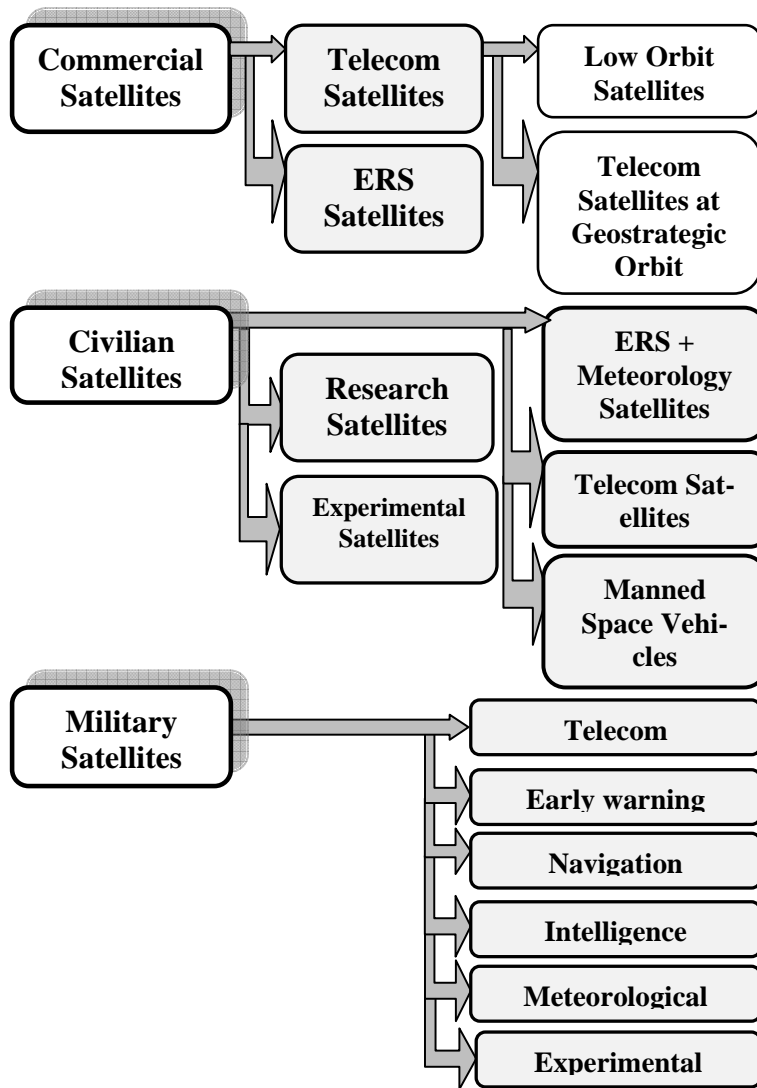 Commercial
Satellites
Telecom
Satellites
Low Orbit
Satellites
ERS
Satellites
Telecom
Satellites at
Geostrategic
Orbit
Civilian
Satellites
ERS +
Meteorology
Satellites
Research
Satellites
Telecom Sat-
ellites
Experimental
Satellites
Manned
Space Vehi-
cles
Military
Satellites
Telecom
Early warning
Navigation
Intelligence
Meteorological
Experimental